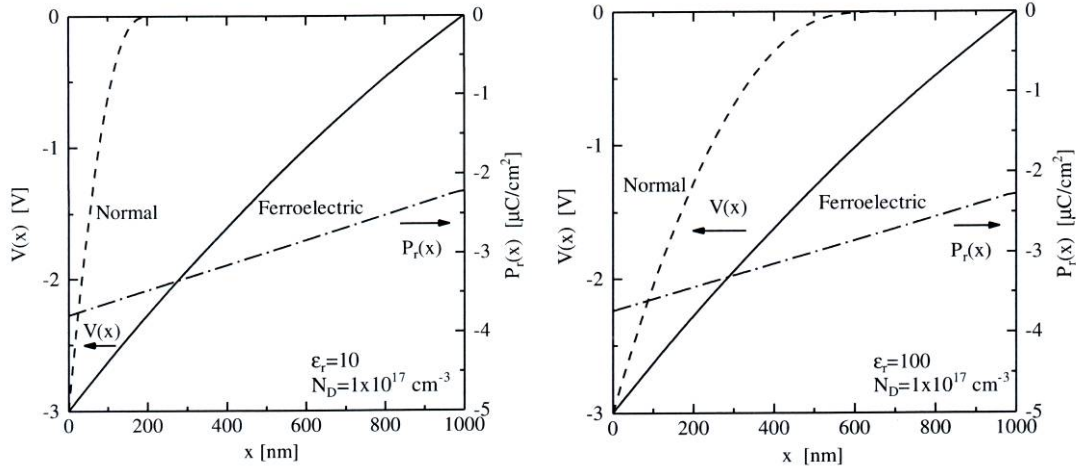 0
-1
-2
-3
V(x) [V]
Normal
Ferroelectric
P_r(x)
V(x)
ε_r=10
N_D=1x10^17 cm^-3
0
-1
-2
-3
-4
-5
P_r(x) [µC/cm^2]
0 200 400 600 800 1000
x [nm]
0
-1
-2
-3
V(x) [V]
Normal
V(x)
Ferroelectric
P_r(x)
ε_r=100
N_D=1x10^17 cm^-3
0
-1
-2
-3
-4
-5
P_r(x) [µC/cm^2]
0 200 400 600 800 1000
x [nm]